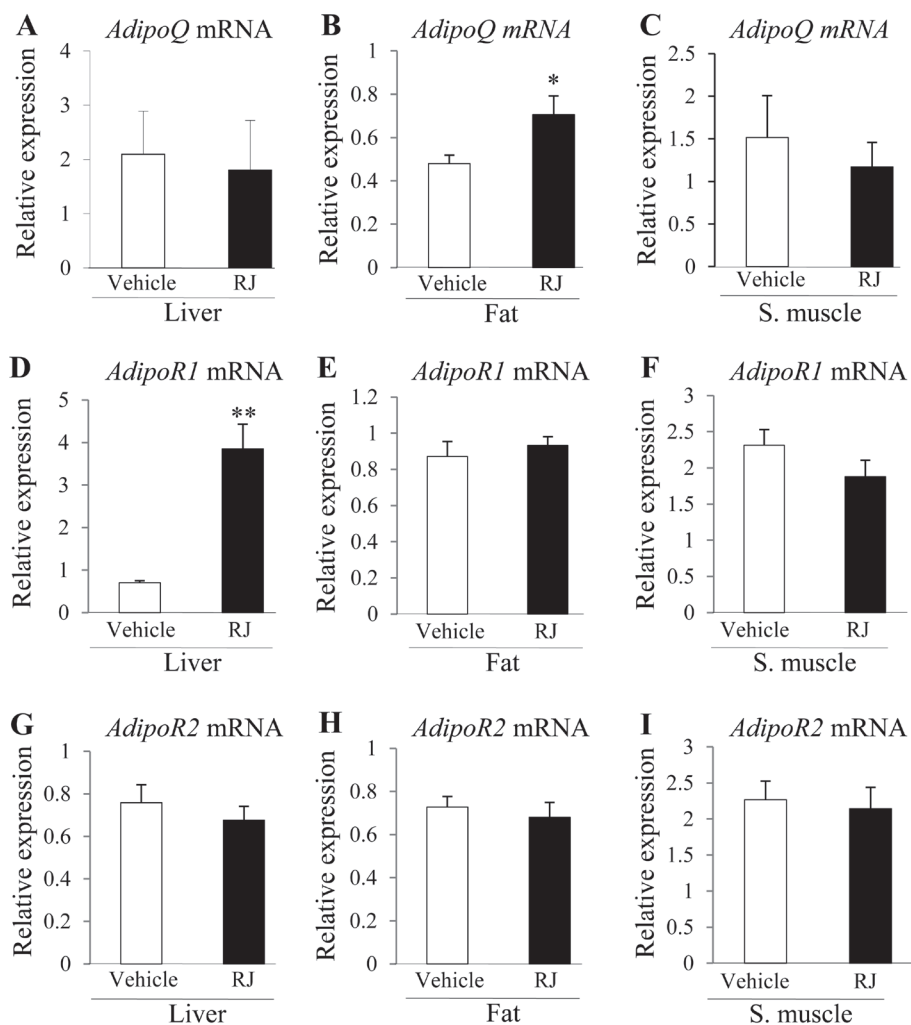 A
AdipoQ mRNA
Relative expression
4
3
2
1
0
Vehicle RJ
Liver
B
AdipoQ mRNA
Relative expression
1
0.8
0.6
0.4
0.2
0
*
Vehicle RJ
Fat
C
AdipoQ mRNA
Relative expression
2.5
2
1.5
1
0.5
0
Vehicle RJ
S. muscle
D
AdipoR1 mRNA
Relative expression
5
4
3
2
1
0
**
Vehicle RJ
Liver
E
AdipoR1 mRNA
Relative expression
1.2
1
0.8
0.6
0.4
0.2
0
Vehicle RJ
Fat
F
AdipoR1 mRNA
Relative expression
3
2.5
2
1.5
1
0.5
0
Vehicle RJ
S. muscle
G
AdipoR2 mRNA
Relative expression
1
0.8
0.6
0.4
0.2
0
Vehicle RJ
Liver
H
AdipoR2 mRNA
Relative expression
1
0.8
0.6
0.4
0.2
0
Vehicle RJ
Fat
I
AdipoR2 mRNA
Relative expression
3
2.5
2
1.5
1
0.5
0
Vehicle RJ
S. muscle